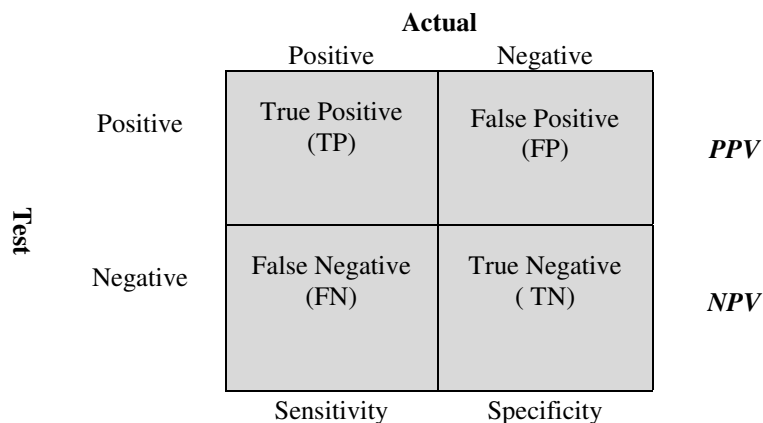 Actual
Positive Negative
Positive
True Positive
(TP)
False Positive
(FP)
PPV
Test
Negative
False Negative
(FN)
True Negative
( TN)
NPV
Sensitivity Specificity